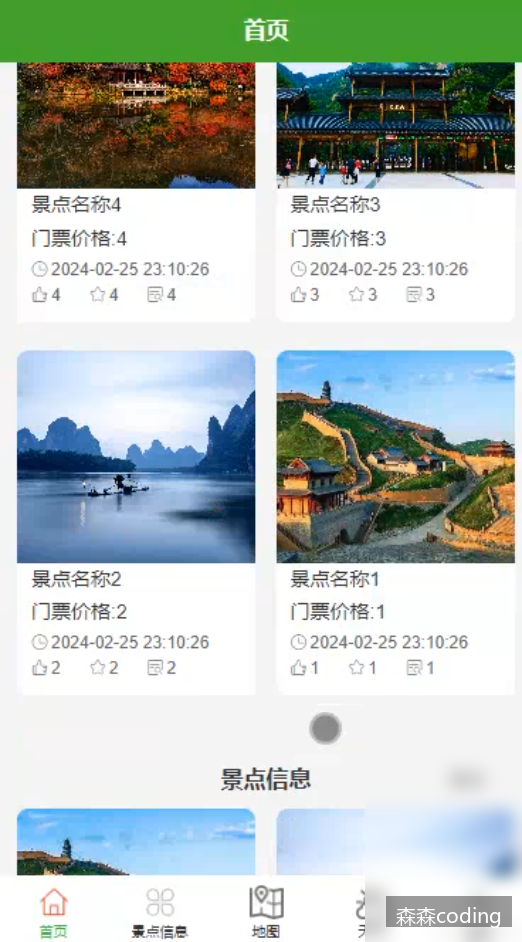 首页
景点名称4
门票价格:4
2024-02-25 23:10:26
4 4 4
景点名称3
门票价格:3
2024-02-25 23:10:26
3 3 3
景点名称2
门票价格:2
2024-02-25 23:10:26
2 2 2
景点名称1
门票价格:1
2024-02-25 23:10:26
1 1 1
景点信息
首页
景点信息
地图
森森coding